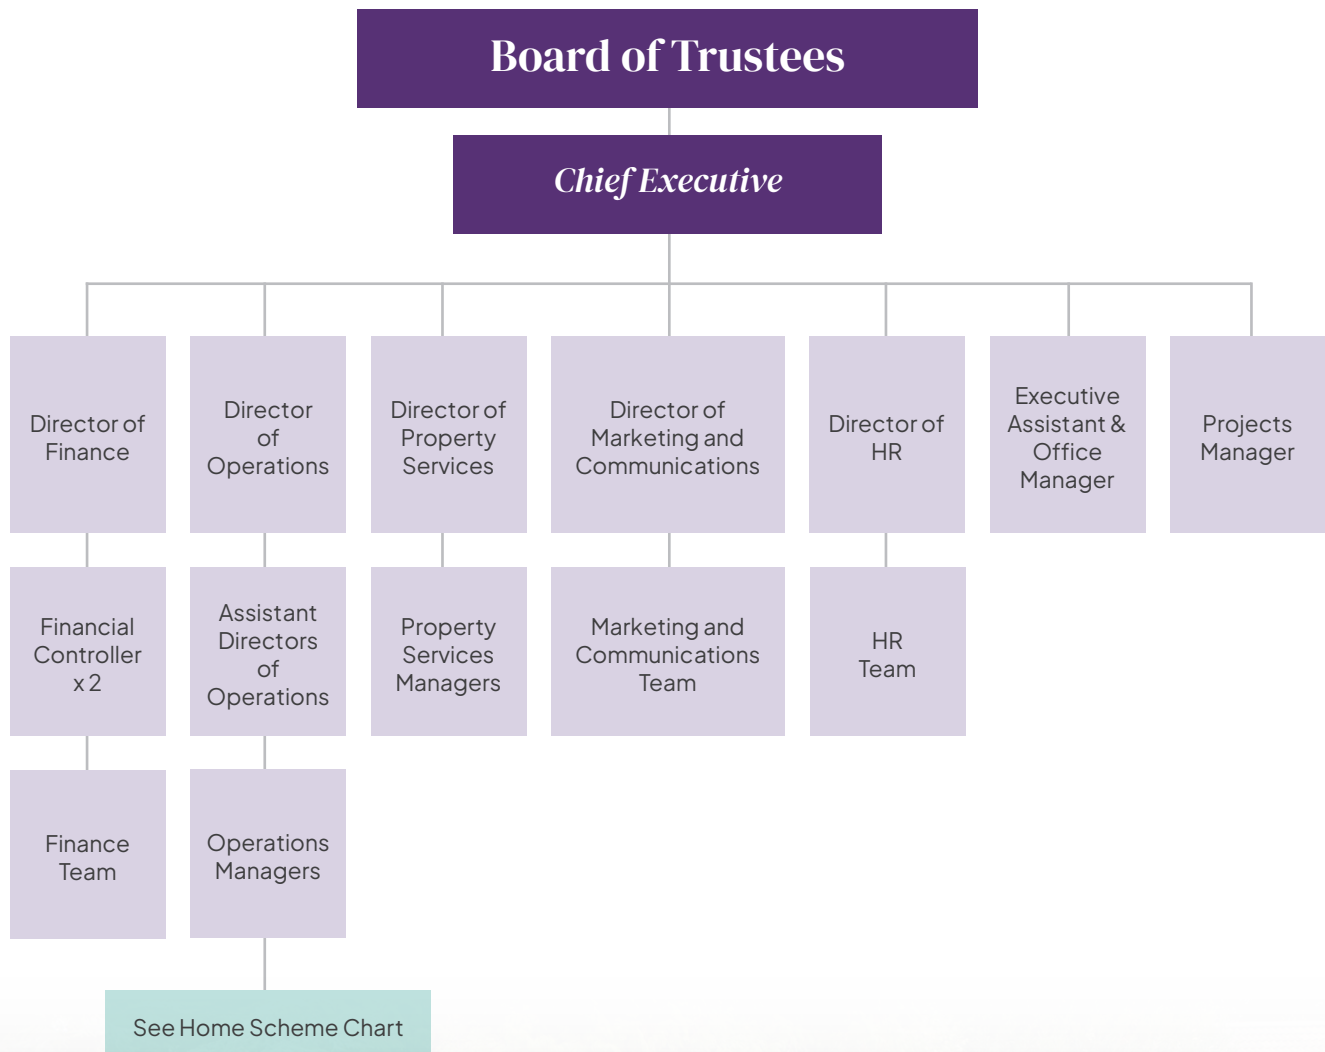 Board of Trustees
Chief Executive
Director of
Finance
Director
of
Operations
Director of
Property
Services
Director of
Marketing and
Communications
Director of
HR
Executive
Assistant &
Office
Manager
Projects
Manager
Financial
Controller
x 2
Assistant
Directors
of
Operations
Property
Services
Managers
Marketing and
Communications
Team
HR
Team
Finance
Team
Operations
Managers
See Home Scheme Chart